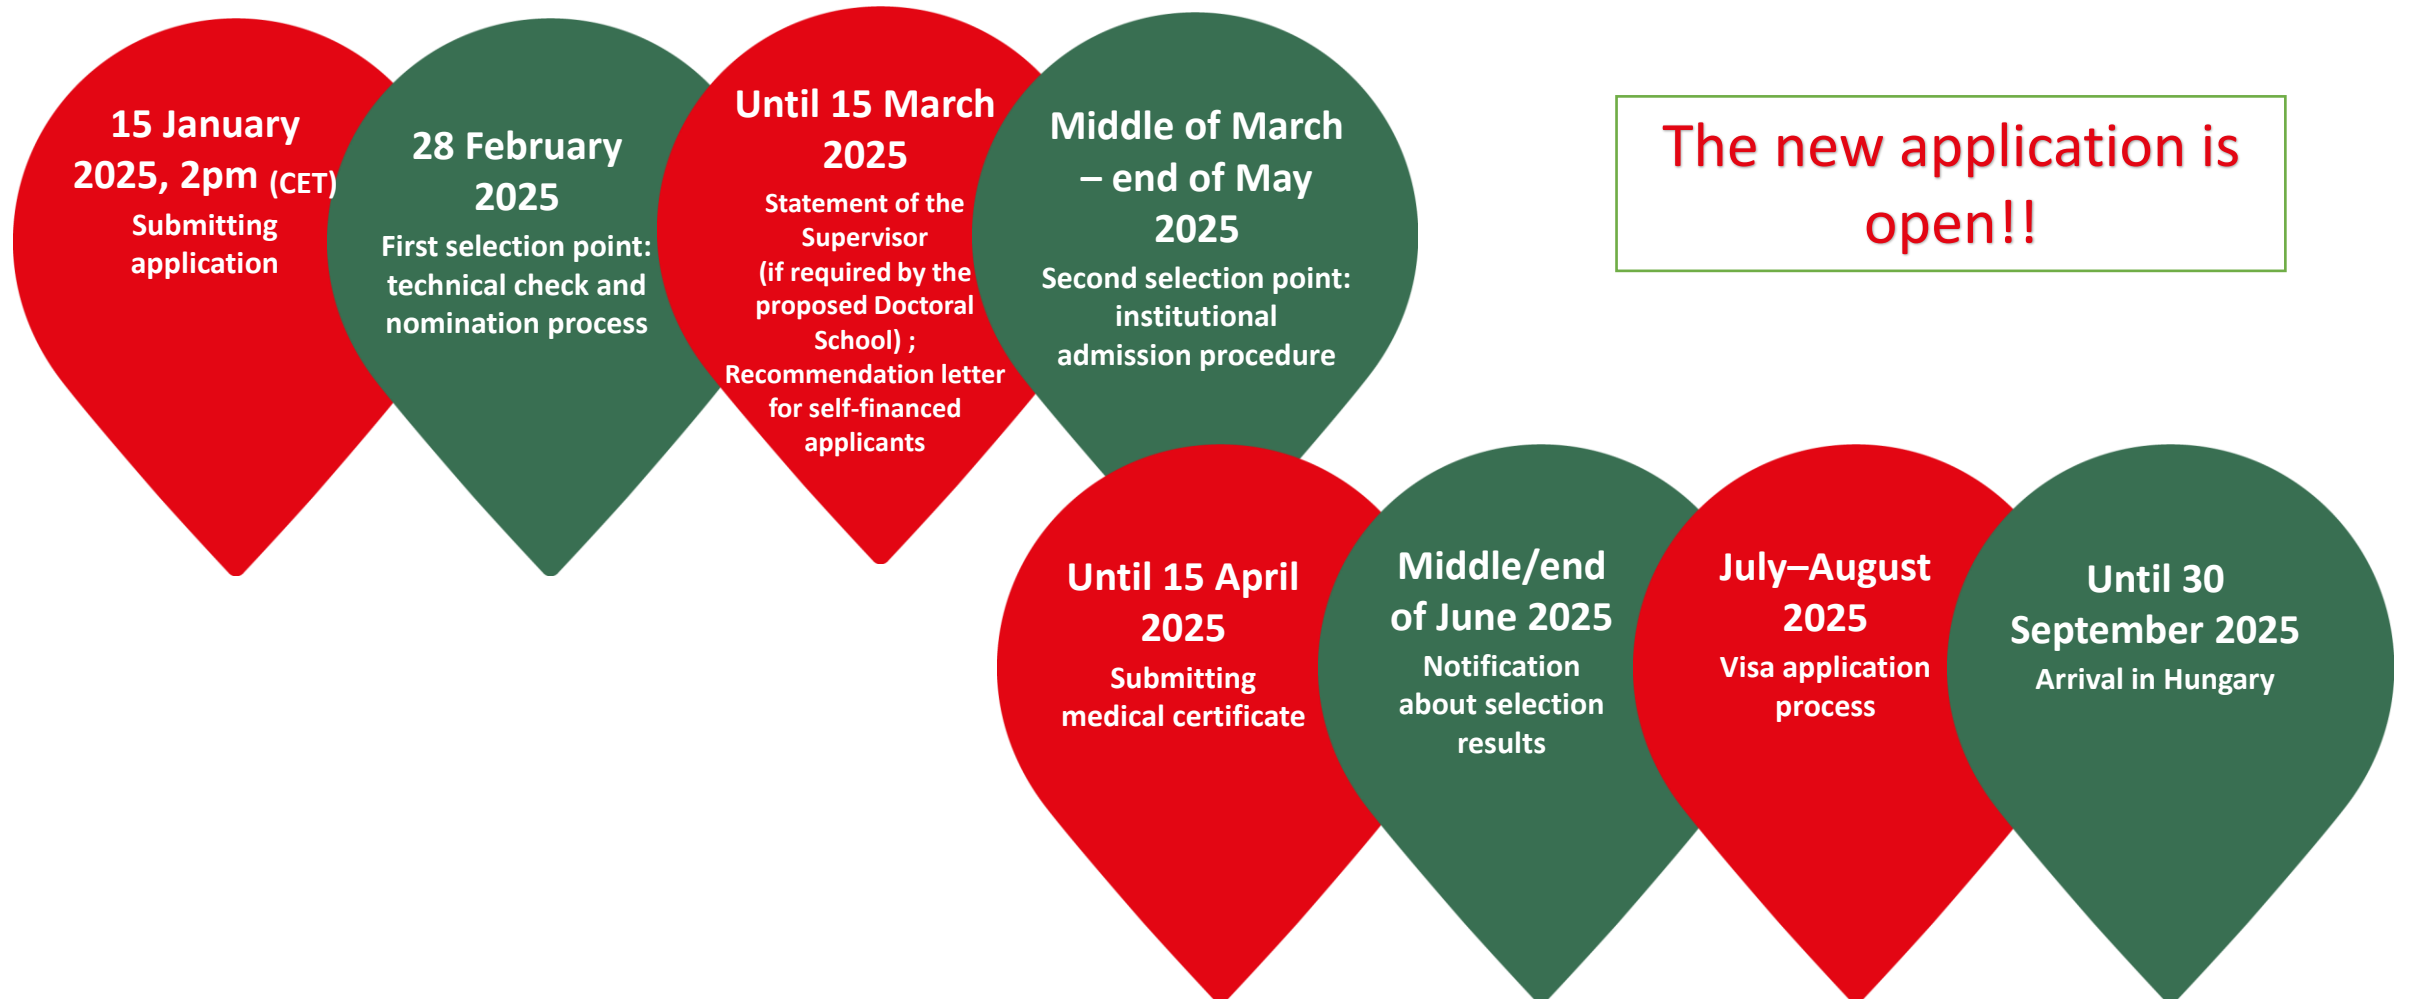 15 January
2025, 2pm (CET)
Submitting
application
28 February
2025
First selection point:
technical check and
nomination process
Until 15 March
2025
Statement of the
Supervisor
(if required by the
proposed Doctoral
School) ;
Recommendation letter
for self-financed
applicants
Middle of March
– end of May
2025
Second selection point:
institutional
admission procedure
The new application is
open!!
Until 15 April
2025
Submitting
medical certificate
Middle/end
of June 2025
Notification
about selection
results
July–August
2025
Visa application
process
Until 30
September 2025
Arrival in Hungary